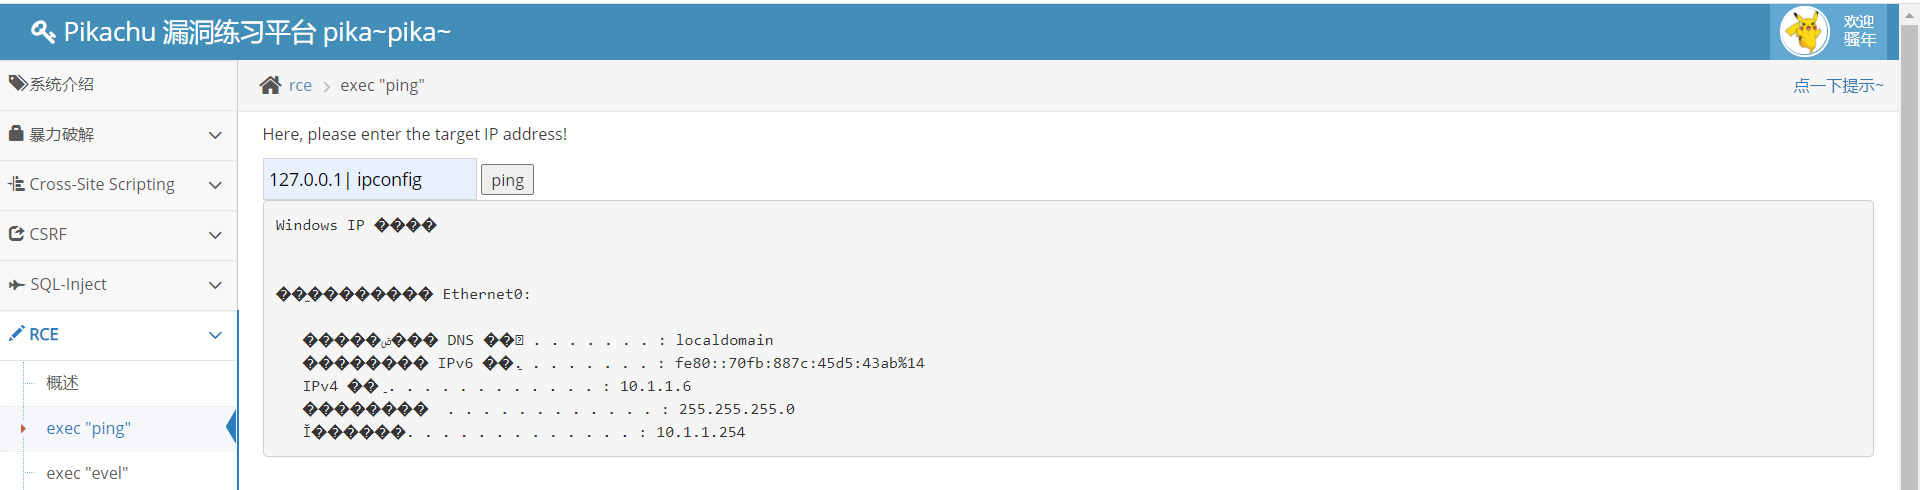 Pikachu 漏洞练习平台 pika~pika~
欢迎
骚年
系统介绍
暴力破解
Cross-Site Scripting
CSRF
SQL-Inject
RCE
概述
exec "ping"
exec "evel"
rce
exec "ping"
点一下提示~
Here, please enter the target IP address!
127.0.0.1| ipconfig
ping
Windows IP ����
Ethernet0:
DNS . . . . . . . : localdomain
IPv6 . . . . . . . . : fe80::70fb:887c:45d5:43ab%14
IPv4 . . . . . . . . . . . . : 10.1.1.6
. . . . . . . . . . . . : 255.255.255.0
. . . . . . . . . . . . . : 10.1.1.254